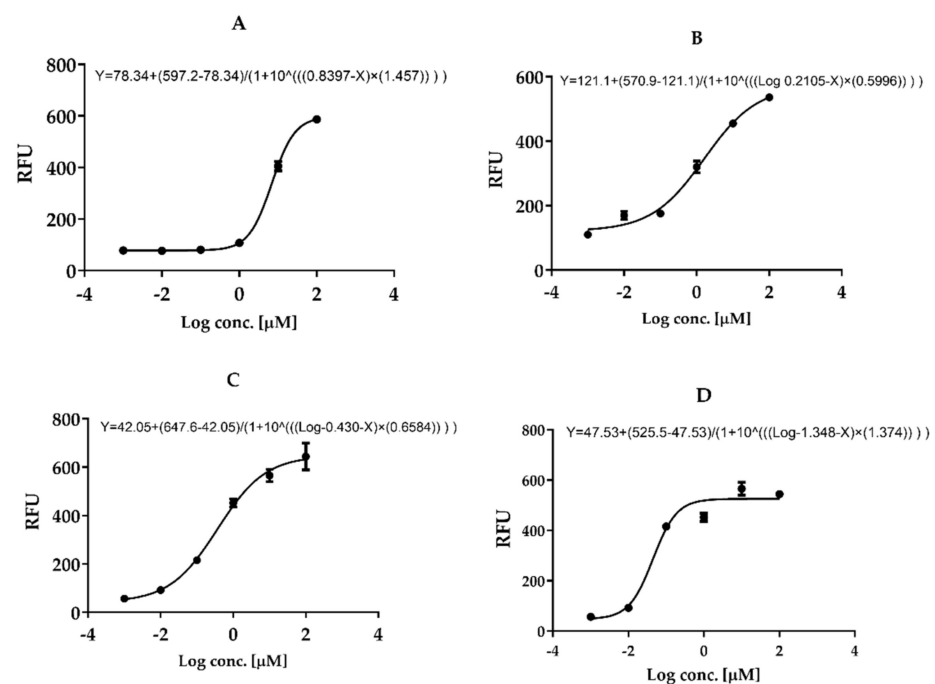 A
Y=78.34+(597.2-78.34)/(1+10^(((0.8397-X)×(1.457)) ) )
800
600
400
200
0
RFU
-4 -2 0 2 4
Log conc. [µM]
B
Y=121.1+(570.9-121.1)/(1+10^(((Log 0.2105-X)×(0.5996)) ) )
600
400
200
0
RFU
-4 -2 0 2 4
Log conc. [µM]
C
Y=42.05+(647.6-42.05)/(1+10^(((Log-0.430-X)×(0.6584)) ) )
800
600
400
200
0
RFU
-4 -2 0 2 4
Log conc. [µM]
D
Y=47.53+(525.5-47.53)/(1+10^(((Log-1.348-X)×(1.374)) ) )
800
600
400
200
0
RFU
-4 -2 0 2 4
Log conc. [µM]